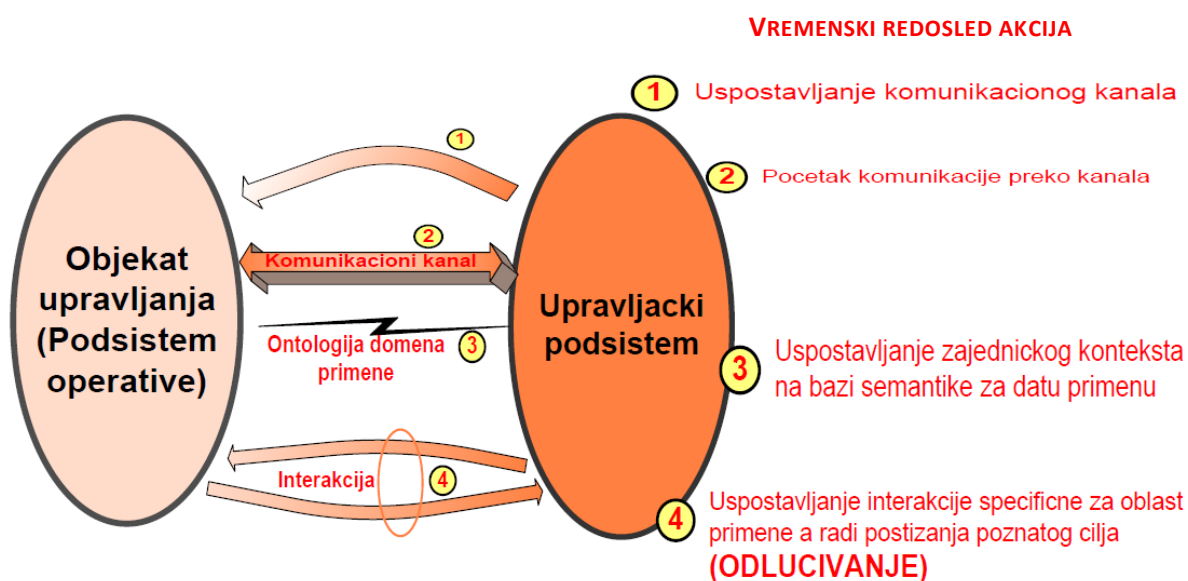 VREMENSKI REDOSLED AKCIJA
1 Uspostavljanje komunikacionog kanala
2 Pocetak komunikacije preko kanala
3 Uspostavljanje zajednickog konteksta
na bazi semantike za datu primenu
4 Uspostavljanje interakcije specificne za oblast
primene a radi postizanja poznatog cilja
(ODLUCIVANJE)
Objekat
upravljanja
(Podsistem
operative)
1
2
Komunikacioni kanal
Ontologija domena 3
primene
Interakcija 4
Upravljacki
podsistem